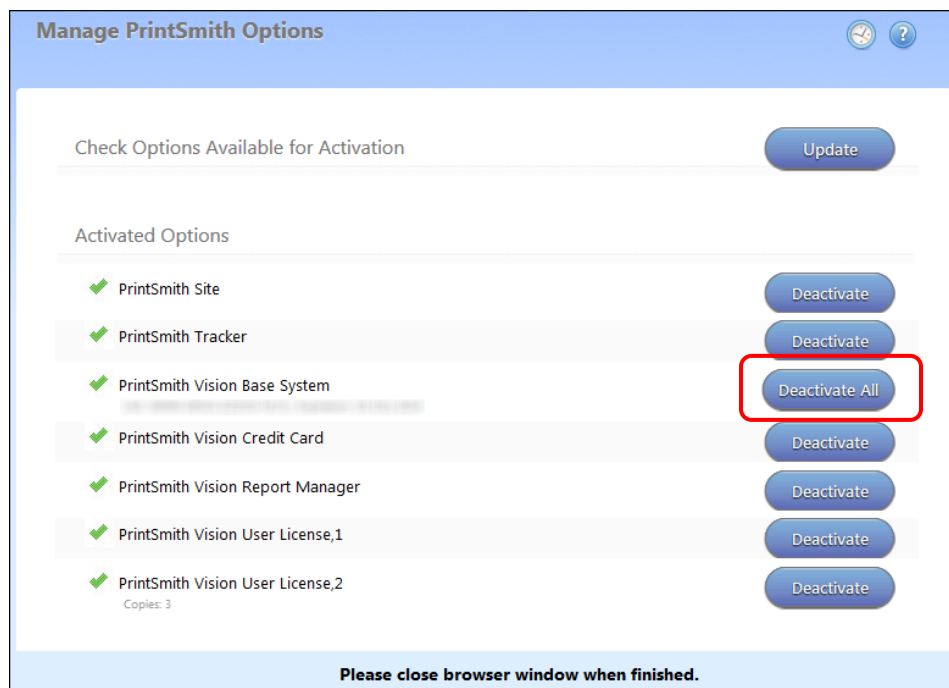 Manage PrintSmith Options
?
Check Options Available for Activation
Update
Activated Options
PrintSmith Site
Deactivate
PrintSmith Tracker
Deactivate
PrintSmith Vision Base System
Deactivate All
PrintSmith Vision Credit Card
Deactivate
PrintSmith Vision Report Manager
Deactivate
PrintSmith Vision User License,1
Deactivate
PrintSmith Vision User License,2
Deactivate
Copies: 3
Please close browser window when finished.